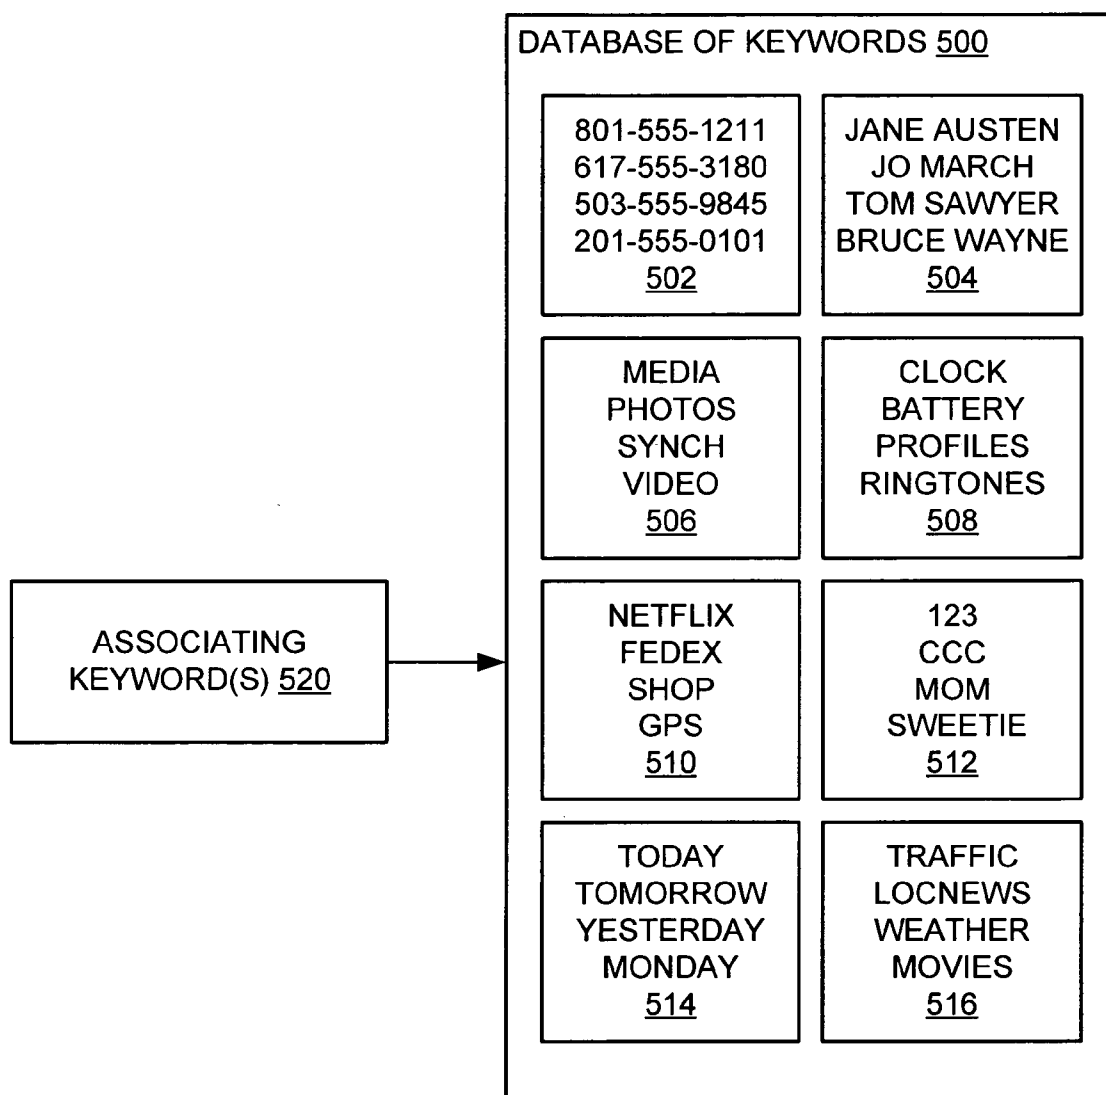 DATABASE OF KEYWORDS 500
801-555-1211
617-555-3180
503-555-9845
201-555-0101
502
JANE AUSTEN
JO MARCH
TOM SAWYER
BRUCE WAYNE
504
MEDIA
PHOTOS
SYNCH
VIDEO
506
CLOCK
BATTERY
PROFILES
RINGTONES
508
ASSOCIATING
KEYWORD(S) 520
NETFLIX
FEDEX
SHOP
GPS
510
123
CCC
MOM
SWEETIE
512
TODAY
TOMORROW
YESTERDAY
MONDAY
514
TRAFFIC
LOCNEWS
WEATHER
MOVIES
516